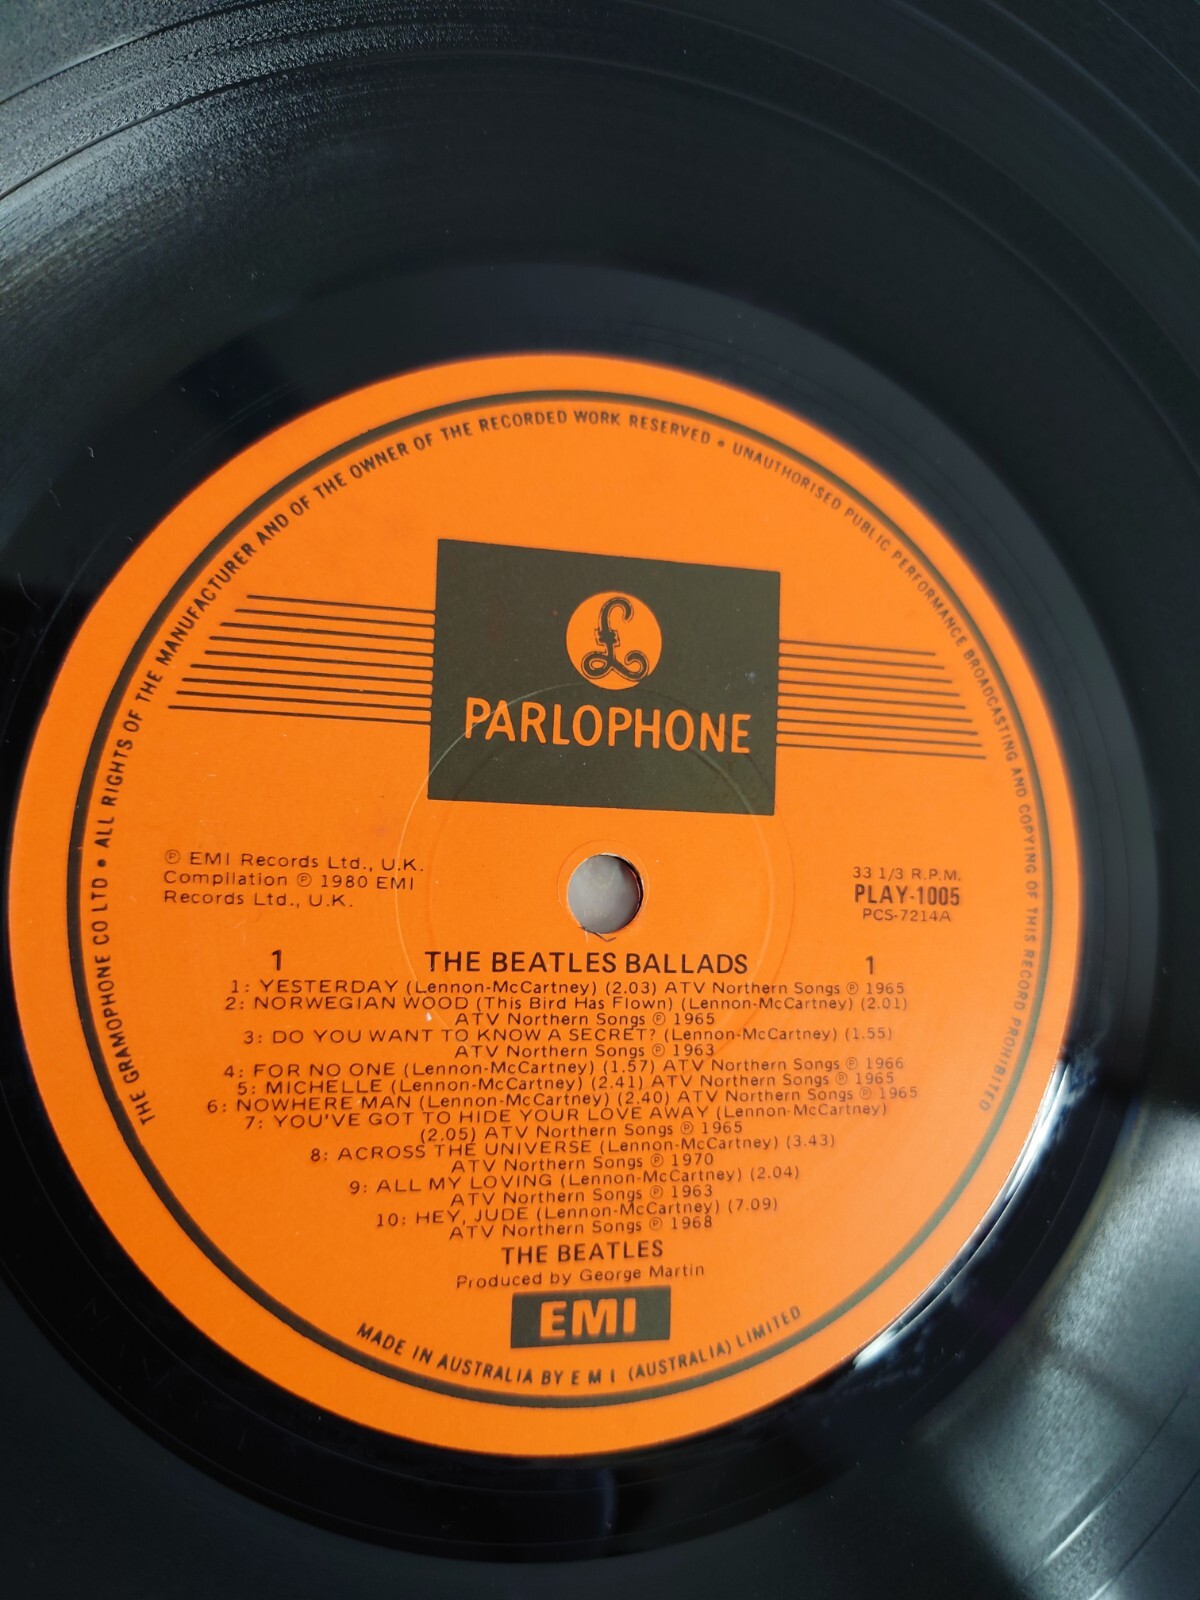 THE GRAMOPHONE CO LTD • ALL RIGHTS OF THE MANUFACTURER AND OF THE OWNER OF THE RECORDED WORK RESERVED • UNAUTHORISED PUBLIC PERFORMANCE BROADCASTING AND COPYING OF THIS RECORD PROHIBITED
£
PARLOPHONE
℗ EMI Records Ltd., U.K.
Compilation ℗ 1980 EMI
Records Ltd., U.K.
33 1/3 R.P.M.
PLAY-1005
PCS-7214A
1 THE BEATLES BALLADS 1
1: YESTERDAY (Lennon-McCartney) (2.03) ATV Northern Songs ℗ 1965
2: NORWEGIAN WOOD (This Bird Has Flown) (Lennon-McCartney) (2.01)
ATV Northern Songs ℗ 1965
3: DO YOU WANT TO KNOW A SECRET? (Lennon-McCartney) (1.55)
ATV Northern Songs ℗ 1963
4: FOR NO ONE (Lennon-McCartney) (1.57) ATV Northern Songs ℗ 1966
5: MICHELLE (Lennon-McCartney) (2.41) ATV Northern Songs ℗ 1965
6: NOWHERE MAN (Lennon-McCartney) (2.40) ATV Northern Songs ℗ 1965
7: YOU'VE GOT TO HIDE YOUR LOVE AWAY (Lennon-McCartney)
(2.05) ATV Northern Songs ℗ 1965
8: ACROSS THE UNIVERSE (Lennon-McCartney) (3.43)
ATV Northern Songs ℗ 1970
9: ALL MY LOVING (Lennon-McCartney) (2.04)
ATV Northern Songs ℗ 1963
10: HEY, JUDE (Lennon-McCartney) (7.09)
ATV Northern Songs ℗ 1968
THE BEATLES
Produced by George Martin
EMI
MADE IN AUSTRALIA BY E M I (AUSTRALIA) LIMITED